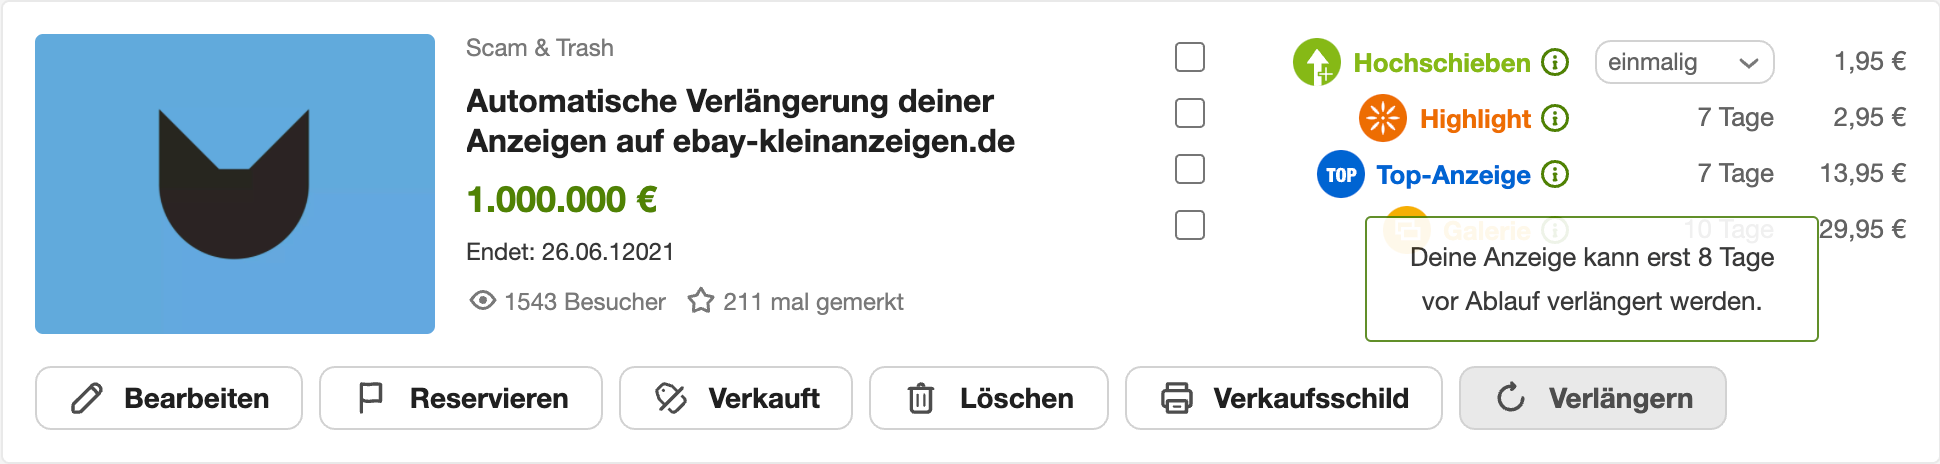 Scam & Trash
Automatische Verlängerung deiner
Anzeigen auf ebay-kleinanzeigen.de
1.000.000 €
Endet: 26.06.12021
1543 Besucher 211 mal gemerkt
Hochschieben einmalig 1,95 €
Highlight 7 Tage 2,95 €
TOP Top-Anzeige 7 Tage 13,95 €
Galerie 10 Tage 29,95 €
Deine Anzeige kann erst 8 Tage
vor Ablauf verlängert werden.
Bearbeiten Reservieren Verkauft Löschen Verkaufsschild Verlängern